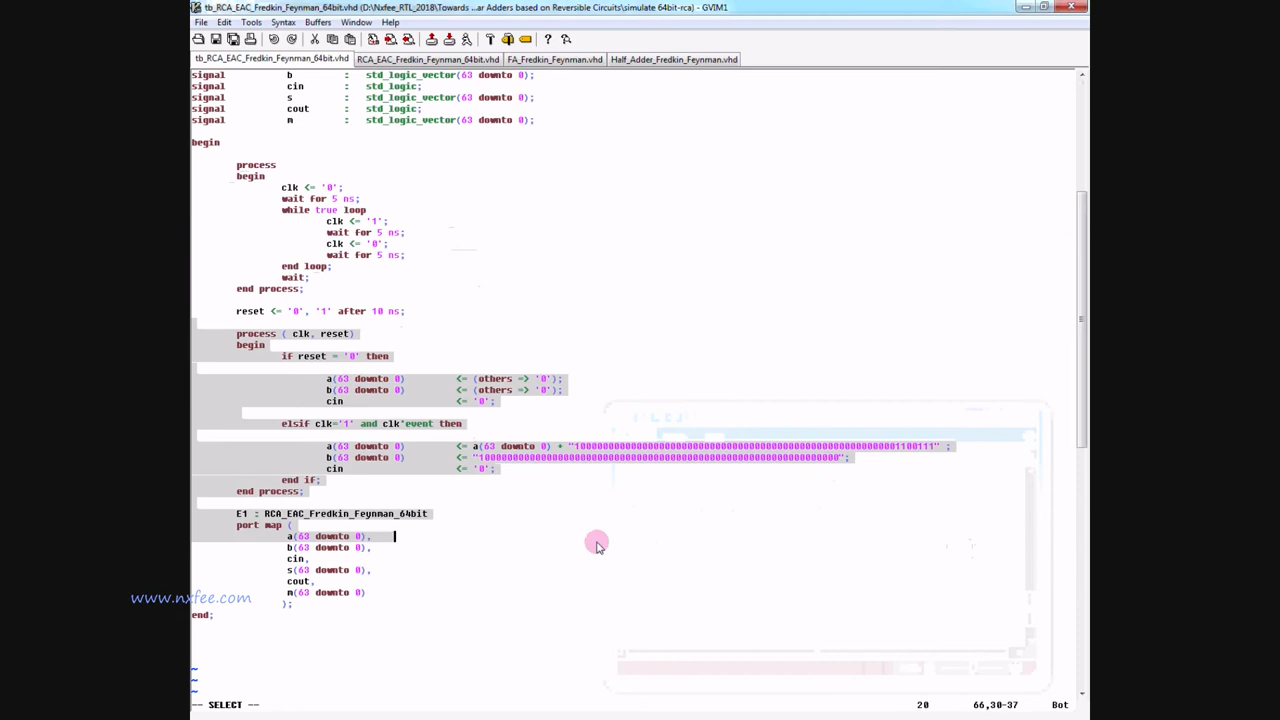 tb_RCA_EAC_Fredkin_Feynman_64bit.vhd (D:\Nxfee_RTL_2018\Towards ...ar Adders based on Reversible Circuits\simulate 64bit-rca) - GVIM1
File Edit Tools Syntax Buffers Window Help
tb_RCA_EAC_Fredkin_Feynman_64bit.vhd RCA_EAC_Fredkin_Feynman_64bit.vhd FA_Fredkin_Feynman.vhd Half_Adder_Fredkin_Feynman.vhd
signal b : std_logic_vector(63 downto 0);
signal cin : std_logic;
signal s : std_logic_vector(63 downto 0);
signal cout : std_logic;
signal m : std_logic_vector(63 downto 0);
begin
process
begin
clk <= '0';
wait for 5 ns;
while true loop
clk <= '1';
wait for 5 ns;
clk <= '0';
wait for 5 ns;
end loop;
wait;
end process;
reset <= '0', '1' after 10 ns;
process ( clk, reset)
begin
if reset = '0' then
a(63 downto 0) <= (others => '0');
b(63 downto 0) <= (others => '0');
cin <= '0';
elsif clk='1' and clk'event then
a(63 downto 0) <= a(63 downto 0) +
b(63 downto 0) <=
cin <= '0';
end if;
end process;
E1 : RCA_EAC_Fredkin_Feynman_64bit
port map (
a(63 downto 0),
b(63 downto 0),
cin,
s(63 downto 0),
cout,
m(63 downto 0)
);
end;
www.nxfee.com
~
~
~
-- SELECT -- 20 66,30-37 Bot